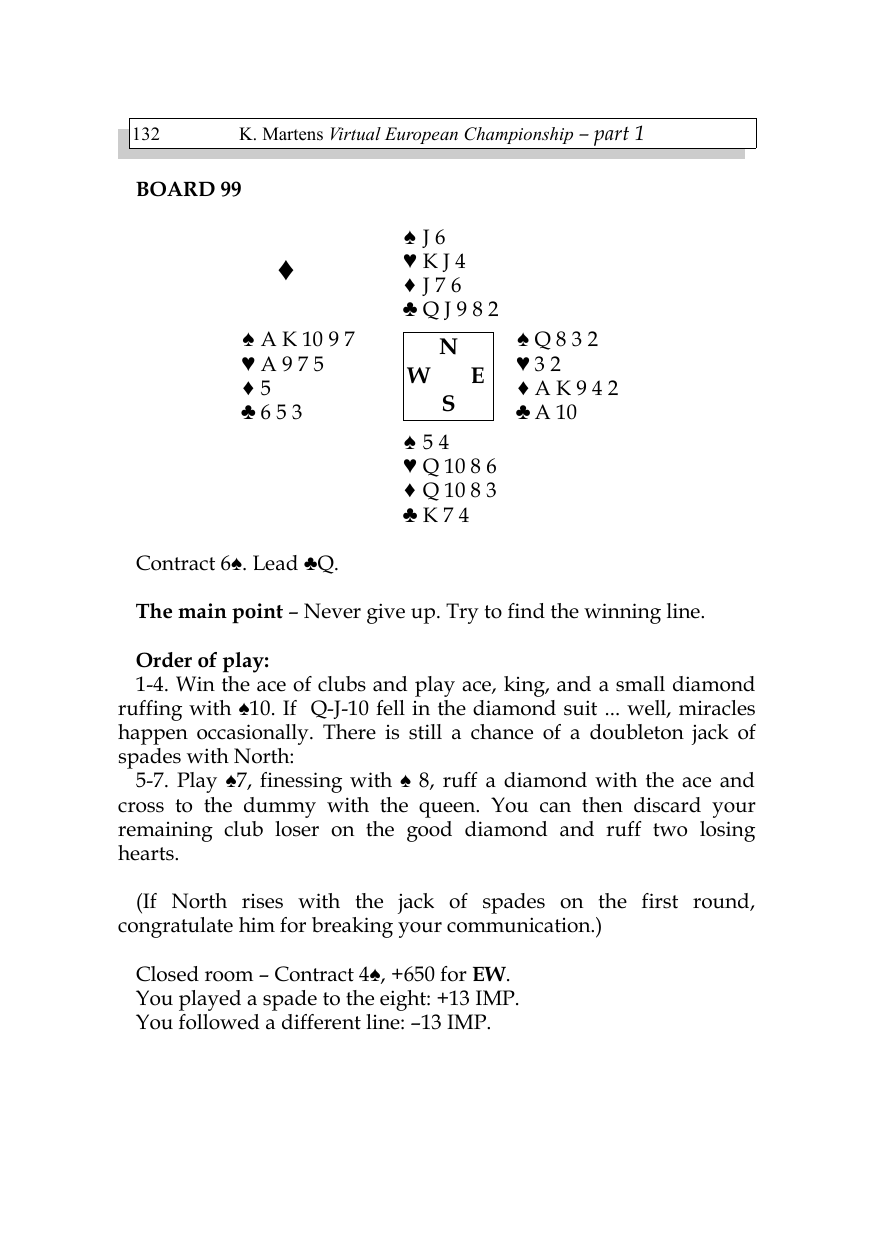 132 K. Martens Virtual European Championship – part 1
BOARD 99
♠ J 6
♥ K J 4
♦
♦ J 7 6
♣ Q J 9 8 2
♠ A K 10 9 7
♥ A 9 7 5
♦ 5
♣ 6 5 3
N
W E
S
♠ Q 8 3 2
♥ 3 2
♦ A K 9 4 2
♣ A 10
♠ 5 4
♥ Q 10 8 6
♦ Q 10 8 3
♣ K 7 4
Contract 6♠. Lead ♣Q.
The main point – Never give up. Try to find the winning line.
Order of play:
1-4. Win the ace of clubs and play ace, king, and a small diamond
ruffing with ♠10. If Q-J-10 fell in the diamond suit ... well, miracles
happen occasionally. There is still a chance of a doubleton jack of
spades with North:
5-7. Play ♠7, finessing with ♠ 8, ruff a diamond with the ace and
cross to the dummy with the queen. You can then discard your
remaining club loser on the good diamond and ruff two losing
hearts.
(If North rises with the jack of spades on the first round,
congratulate him for breaking your communication.)
Closed room – Contract 4♠, +650 for EW.
You played a spade to the eight: +13 IMP.
You followed a different line: –13 IMP.